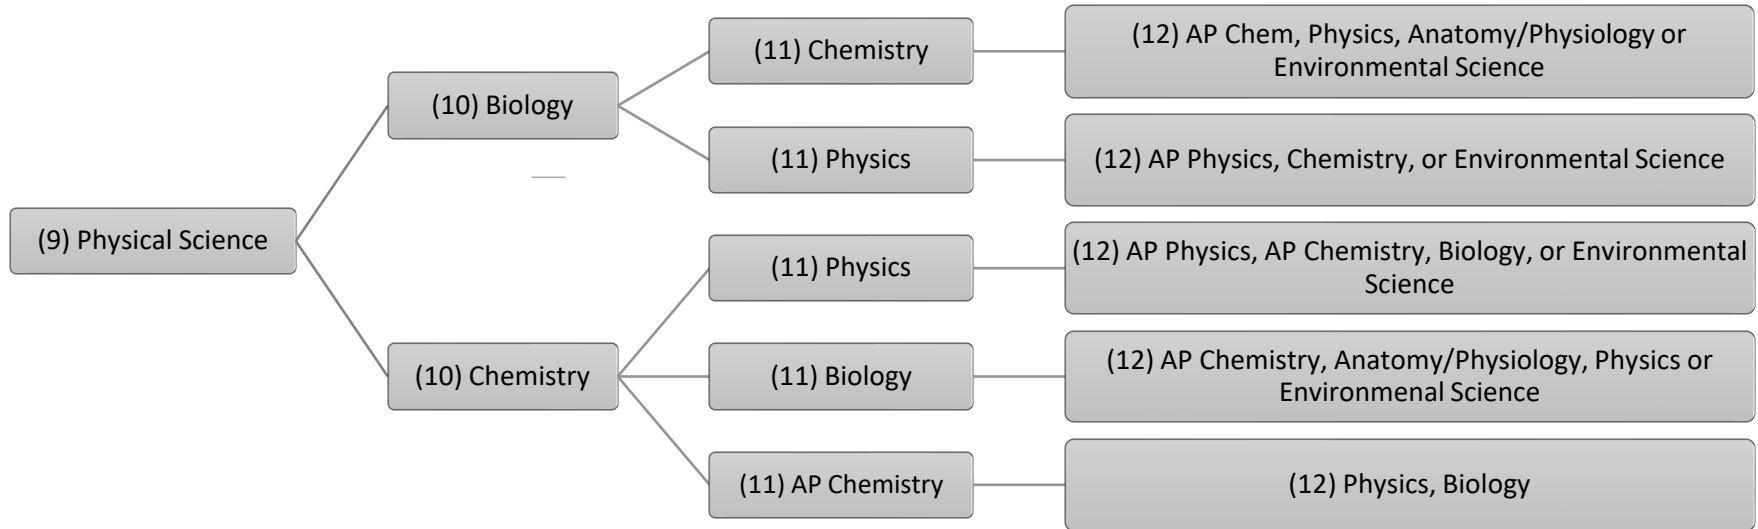 (9) Physical Science
(10) Biology
(11) Chemistry
(12) AP Chem, Physics, Anatomy/Physiology or
Environmental Science
(11) Physics
(12) AP Physics, Chemistry, or Environmental Science
(10) Chemistry
(11) Physics
(12) AP Physics, AP Chemistry, Biology, or Environmental
Science
(11) Biology
(12) AP Chemistry, Anatomy/Physiology, Physics or
Environmenal Science
(11) AP Chemistry
(12) Physics, Biology